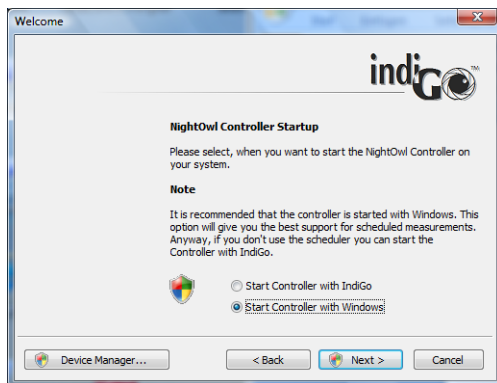 Welcome
indiGO™
NightOwl Controller Startup
Please select, when you want to start the NightOwl Controller on
your system.
Note
It is recommended that the controller is started with Windows. This
option will give you the best support for scheduled measurements.
Anyway, if you don't use the scheduler you can start the
Controller with IndiGo.
Start Controller with IndiGo
Start Controller with Windows
Device Manager... < Back Next > Cancel